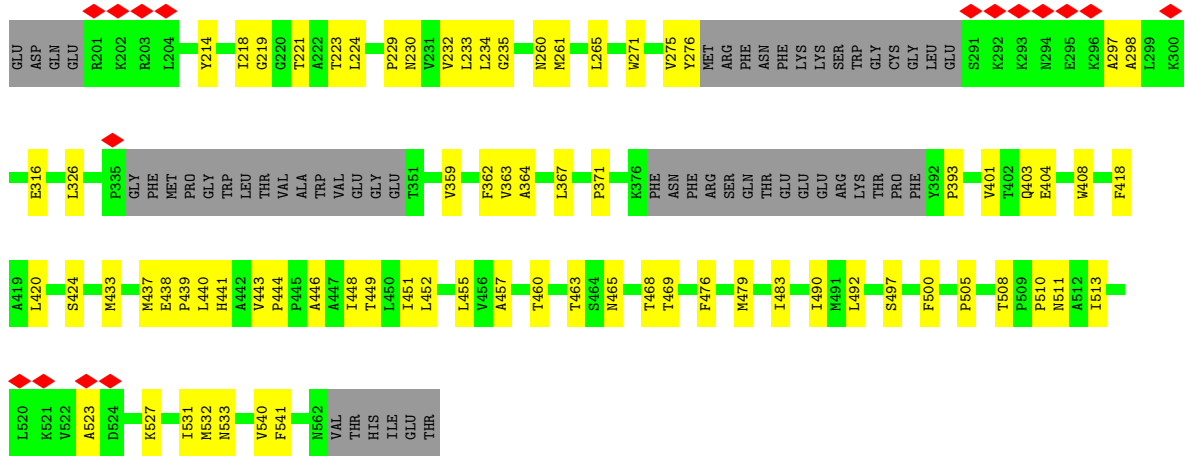 GLU ASP GLN GLU R201 K202 R203 L204 Y214 I218 G219 G220 T221 A222 T223 L224 P229 N230 V231 V232 L233 L234 G235 N260 M261 L265 W271 V275 Y276 MET ARG PHE ASN PHE LYS LYS SER TRP GLY CYS GLY LEU GLU S291 K292 K293 N294 E295 K296 A297 A298 L299 K300
E316 L326 P335 GLY PHE MET PRO GLY TRP LEU THR VAL ALA TRP VAL GLU GLY GLU T351 V359 F362 V363 A364 L367 P371 K376 PHE ASN PHE ARG SER GLN THR GLU GLU GLU ARG LYS THR PRO PHE Y392 P393 V401 T402 Q403 E404 W408 F418
A419 L420 S424 M433 M437 E438 P439 L440 H441 A442 V443 P444 P445 A446 A447 I448 T449 L450 I451 L452 L455 V456 A457 T460 T463 S464 N465 T468 T469 F476 M479 I483 I490 M491 L492 S497 F500 P505 T508 P509 P510 N511 A512 I513
L520 K521 V522 A523 D524 K527 I531 M532 N533 V540 F541 N562 VAL THR HIS ILE GLU THR